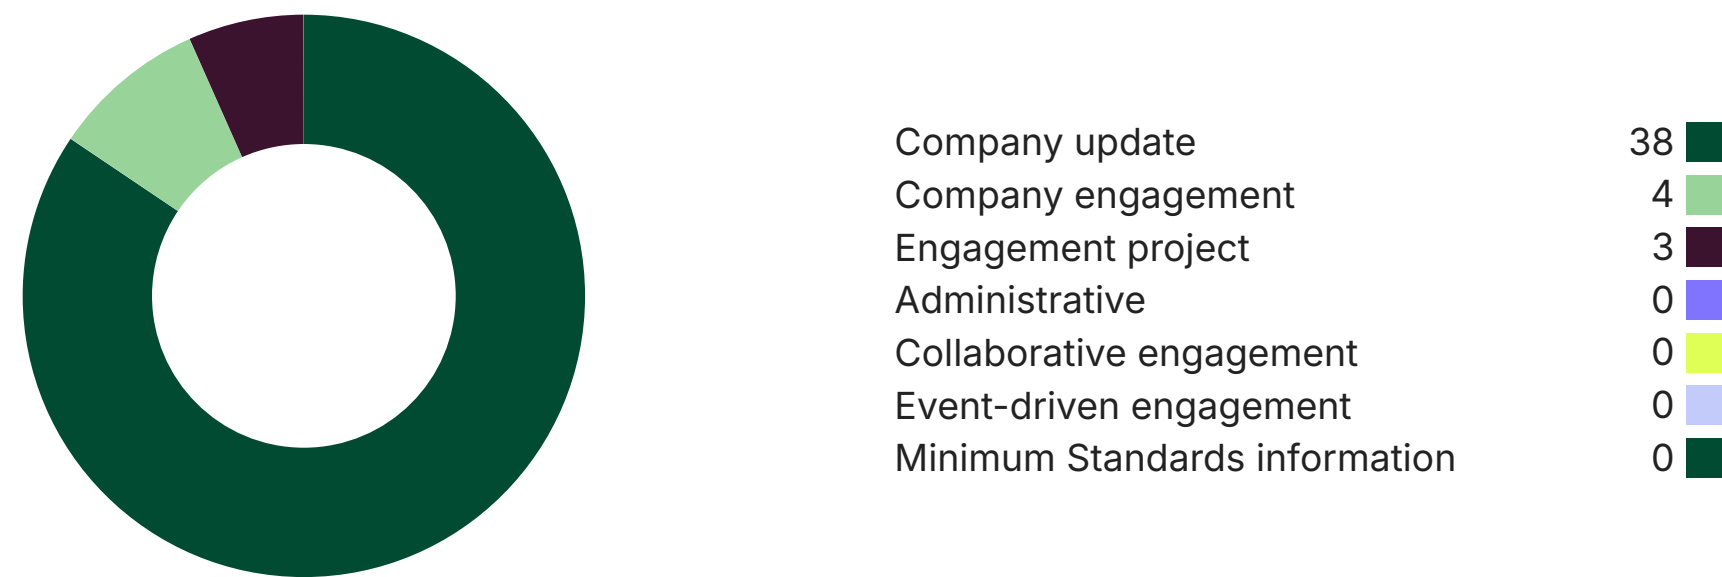 Company update 38
Company engagement 4
Engagement project 3
Administrative 0
Collaborative engagement 0
Event-driven engagement 0
Minimum Standards information 0